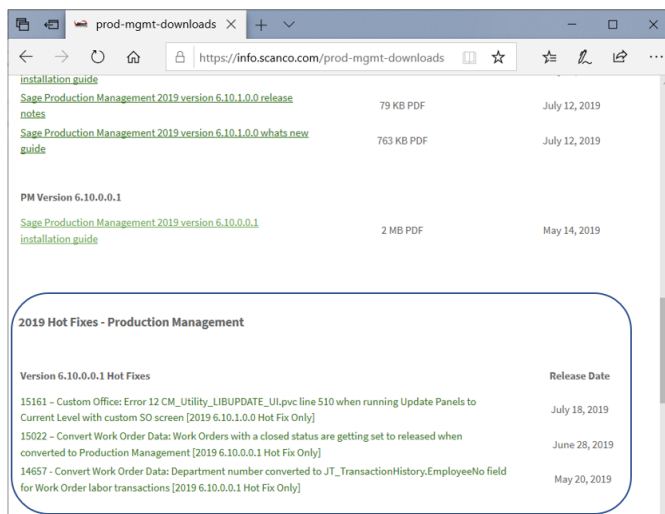 prod-mgmt-downloads
https://info.scanco.com/prod-mgmt-downloads
installation guide
Sage Production Management 2019 version 6.10.1.0.0 release
notes
79 KB PDF
July 12, 2019
Sage Production Management 2019 version 6.10.1.0.0 whats new
guide
763 KB PDF
July 12, 2019
PM Version 6.10.0.0.1
Sage Production Management 2019 version 6.10.0.0.1
installation guide
2 MB PDF
May 14, 2019
2019 Hot Fixes - Production Management
Version 6.10.0.0.1 Hot Fixes
Release Date
15161 – Custom Office: Error 12 CM_Utility_LIBUPDATE_UI.pvc line 510 when running Update Panels to
Current Level with custom SO screen [2019 6.10.1.0.0 Hot Fix Only]
July 18, 2019
15022 – Convert Work Order Data: Work Orders with a closed status are getting set to released when
converted to Production Management [2019 6.10.0.0.1 Hot Fix Only]
June 28, 2019
14657 - Convert Work Order Data: Department number converted to JT_TransactionHistory.EmployeeNo field
for Work Order labor transactions [2019 6.10.0.0.1 Hot Fix Only]
May 20, 2019